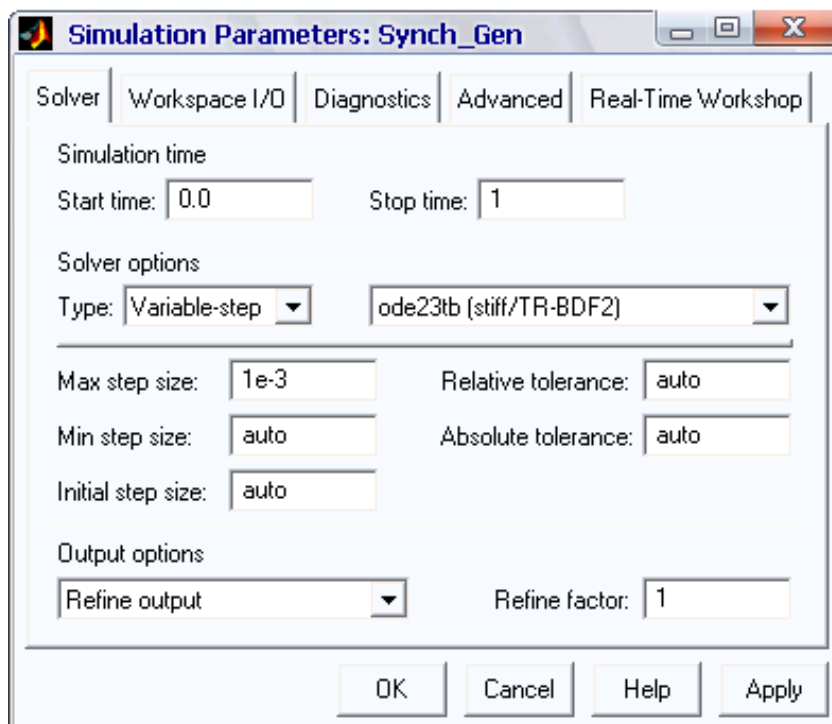 Simulation Parameters: Synch_Gen
Solver Workspace I/O Diagnostics Advanced Real-Time Workshop
Simulation time
Start time: 0.0 Stop time: 1
Solver options
Type: Variable-step ode23tb (stiff/TR-BDF2)
Max step size: 1e-3 Relative tolerance: auto
Min step size: auto Absolute tolerance: auto
Initial step size: auto
Output options
Refine output Refine factor: 1
OK Cancel Help Apply